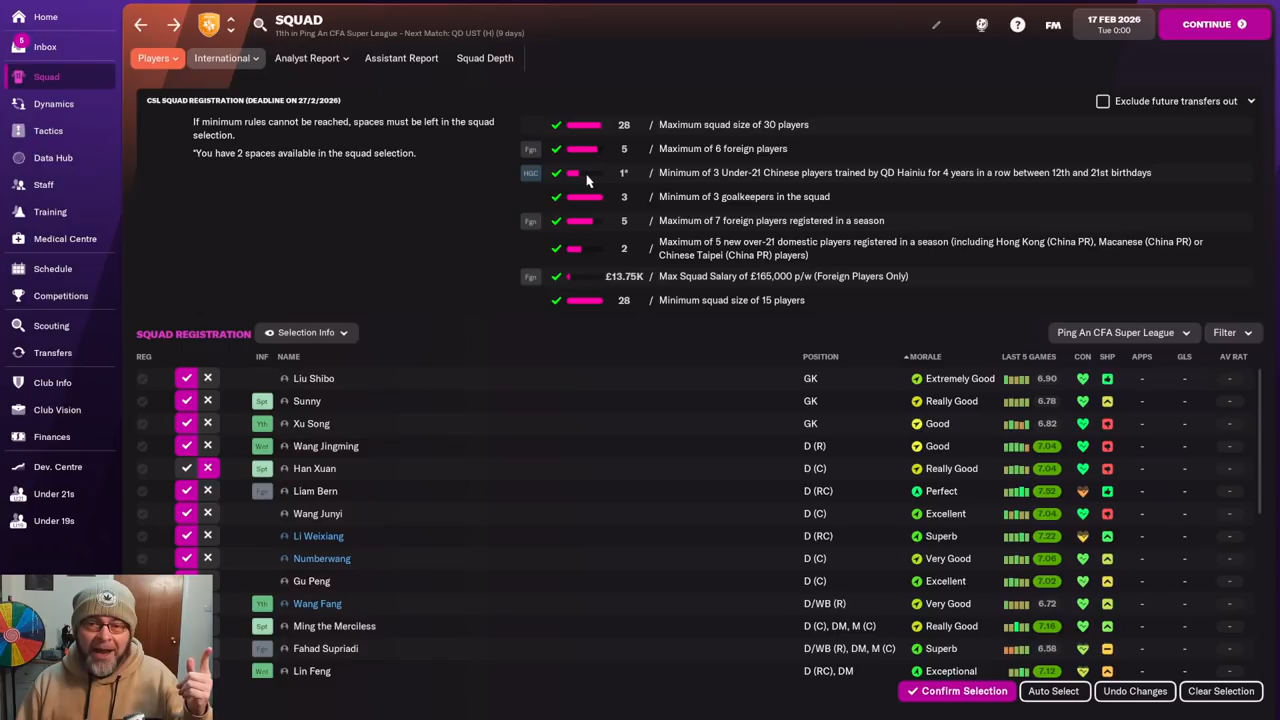 Home
5
Inbox
Squad
Dynamics
Tactics
Data Hub
Staff
Training
Medical Centre
Schedule
Competitions
Scouting
Transfers
Club Info
Club Vision
Finances
Dev. Centre
U21
Under 21s
U19
Under 19s
SQUAD
11th in Ping An CFA Super League - Next Match: QD UST (H) (9 days)
FM
17 FEB 2026
Tue 0:00
CONTINUE
Players
International
Analyst Report
Assistant Report
Squad Depth
CSL SQUAD REGISTRATION (DEADLINE ON 27/2/2026)
Exclude future transfers out
If minimum rules cannot be reached, spaces must be left in the squad
selection.
*You have 2 spaces available in the squad selection.
28 / Maximum squad size of 30 players
Fgn 5 / Maximum of 6 foreign players
HGC 1* / Minimum of 3 Under-21 Chinese players trained by QD Hainiu for 4 years in a row between 12th and 21st birthdays
3 / Minimum of 3 goalkeepers in the squad
Fgn 5 / Maximum of 7 foreign players registered in a season
2 / Maximum of 5 new over-21 domestic players registered in a season (including Hong Kong (China PR), Macanese (China PR) or
Chinese Taipei (China PR) players)
Fgn £13.75K / Max Squad Salary of £165,000 p/w (Foreign Players Only)
28 / Minimum squad size of 15 players
SQUAD REGISTRATION
Selection Info
Ping An CFA Super League
Filter
REG INF NAME POSITION MORALE LAST 5 GAMES CON SHP APPS GLS AV RAT
Liu Shibo GK Extremely Good 6.90 - - -
Spt Sunny GK Really Good 6.78 - - -
Yth Xu Song GK Good 6.82 - - -
Wnt Wang Jingming D (R) Good 7.04 - - -
Spt Han Xuan D (C) Really Good 7.04 - - -
Fgn Liam Bern D (RC) Perfect 7.52 - - -
Wang Junyi D (C) Excellent 7.04 - - -
Li Weixiang D (RC) Superb 7.22 - - -
Numberwang D (C) Very Good 7.06 - - -
Gu Peng D (C) Excellent 7.02 - - -
Yth Wang Fang D/WB (R) Very Good 6.72 - - -
Spt Ming the Merciless D (C), DM, M (C) Really Good 7.16 - - -
Fgn Fahad Supriadi D/WB (R), DM, M (C) Superb 6.58 - - -
Wnt Lin Feng D (RC), DM Exceptional 7.12 - - -
Confirm Selection
Auto Select
Undo Changes
Clear Selection